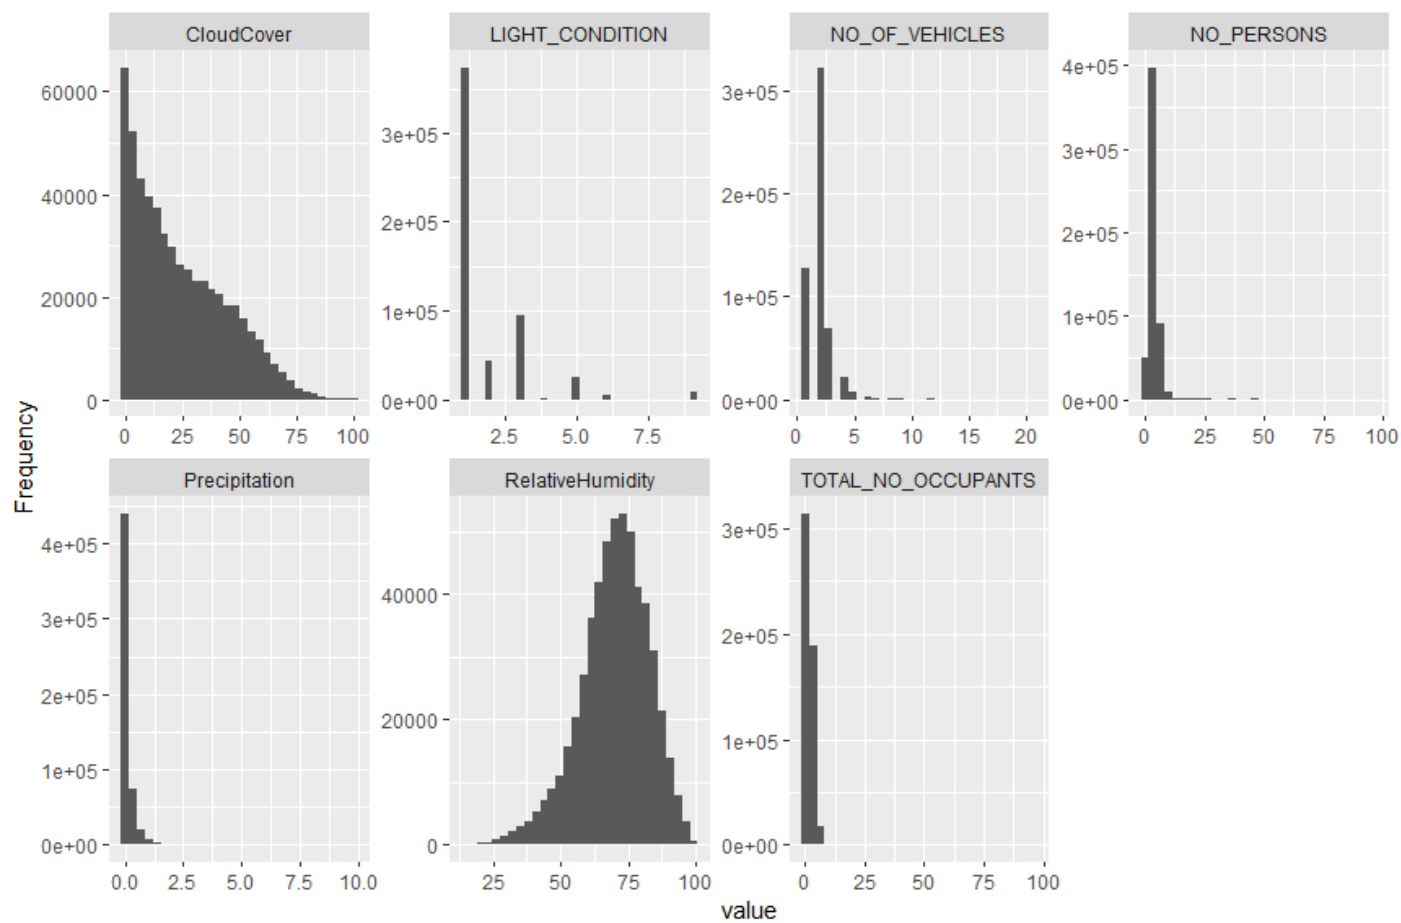 CloudCover LIGHT_CONDITION NO_OF_VEHICLES NO_PERSONS
60000
40000
20000
0
3e+05
2e+05
1e+05
0e+00
3e+05
2e+05
1e+05
0e+00
4e+05
3e+05
2e+05
1e+05
0e+00
0 25 50 75 100
2.5 5.0 7.5
0 5 10 15 20
0 25 50 75 100
Frequency
Precipitation RelativeHumidity TOTAL_NO_OCCUPANTS
4e+05
3e+05
2e+05
1e+05
0e+00
40000
20000
0
3e+05
2e+05
1e+05
0e+00
0.0 2.5 5.0 7.5 10.0
25 50 75 100
0 25 50 75 100
value